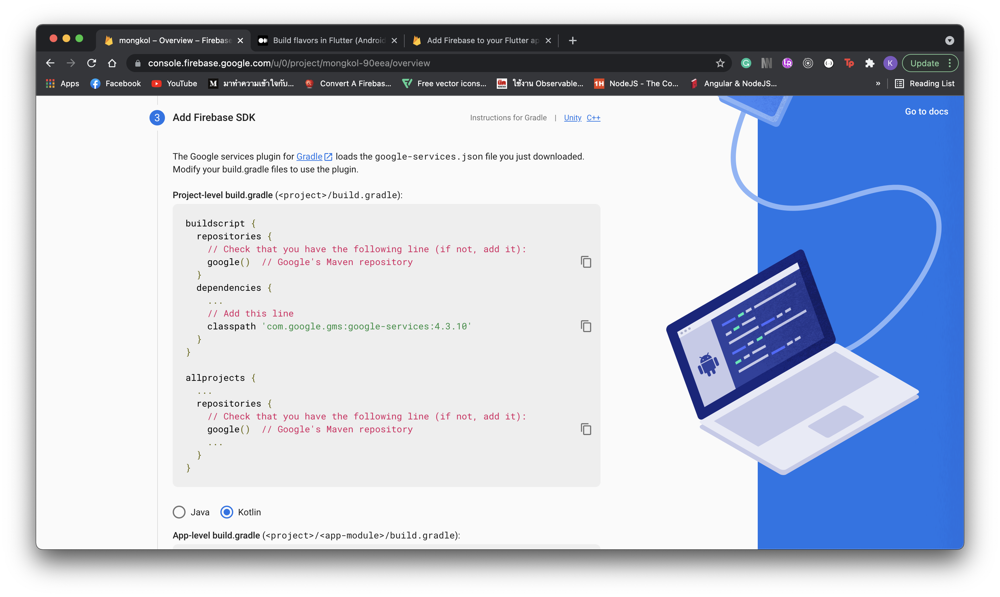 mongkol – Overview – Firebase
Build flavors in Flutter (Android
Add Firebase to your Flutter ap
console.firebase.google.com/u/0/project/mongkol-90eea/overview
K
Update
Apps
Facebook
YouTube
มาทำความเข้าใจกับ...
Convert A Firebas...
Free vector icons...
ใช้งาน Observable...
NodeJS - The Co...
Angular & NodeJS...
»
Reading List
Go to docs
3 Add Firebase SDK
Instructions for Gradle | Unity C++
The Google services plugin for Gradle loads the google-services.json file you just downloaded.
Modify your build.gradle files to use the plugin.
Project-level build.gradle (<project>/build.gradle):
buildscript {
  repositories {
    // Check that you have the following line (if not, add it):
    google()  // Google's Maven repository
  }
  dependencies {
    ...
    // Add this line
    classpath 'com.google.gms:google-services:4.3.10'
  }
}
allprojects {
  ...
  repositories {
    // Check that you have the following line (if not, add it):
    google()  // Google's Maven repository
    ...
  }
}
Java
Kotlin
App-level build.gradle (<project>/<app-module>/build.gradle):